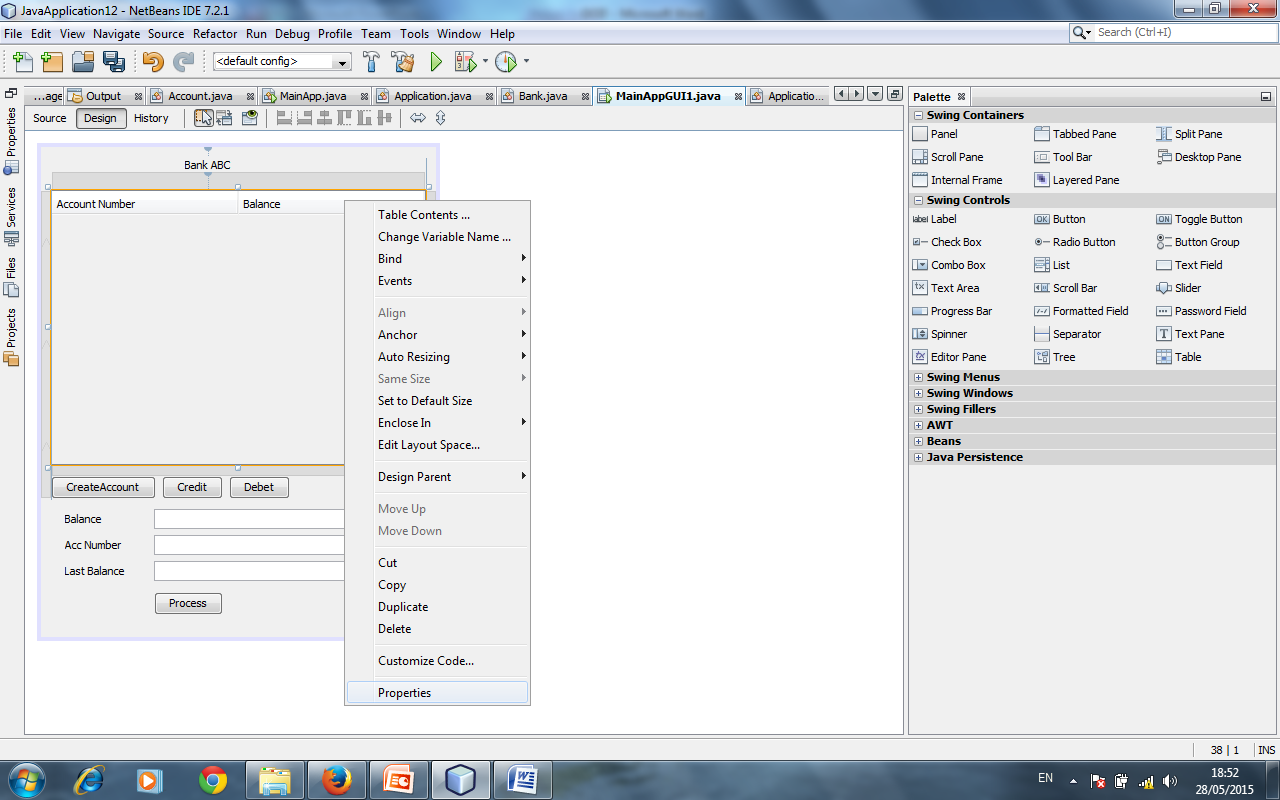 JavaApplication12 - NetBeans IDE 7.2.1
File Edit View Navigate Source Refactor Run Debug Profile Team Tools Window Help
Search (Ctrl+I)
<default config>
...age Output Account.java MainApp.java Application.java Bank.java MainAppGUI1.java Applicatio...
Source Design History
Properties
Services
Files
Projects
Bank ABC
Account Number Balance
CreateAccount Credit Debet
Balance
Acc Number
Last Balance
Process
Table Contents ...
Change Variable Name ...
Bind
Events
Align
Anchor
Auto Resizing
Same Size
Set to Default Size
Enclose In
Edit Layout Space...
Design Parent
Move Up
Move Down
Cut
Copy
Duplicate
Delete
Customize Code...
Properties
Palette
Swing Containers
Panel Tabbed Pane Split Pane
Scroll Pane Tool Bar Desktop Pane
Internal Frame Layered Pane
Swing Controls
label Label OK Button ON Toggle Button
Check Box Radio Button Button Group
Combo Box List Text Field
Text Area Scroll Bar Slider
Progress Bar Formatted Field Password Field
Spinner Separator Text Pane
Editor Pane Tree Table
Swing Menus
Swing Windows
Swing Fillers
AWT
Beans
Java Persistence
38 | 1 INS
EN
18:52
28/05/2015